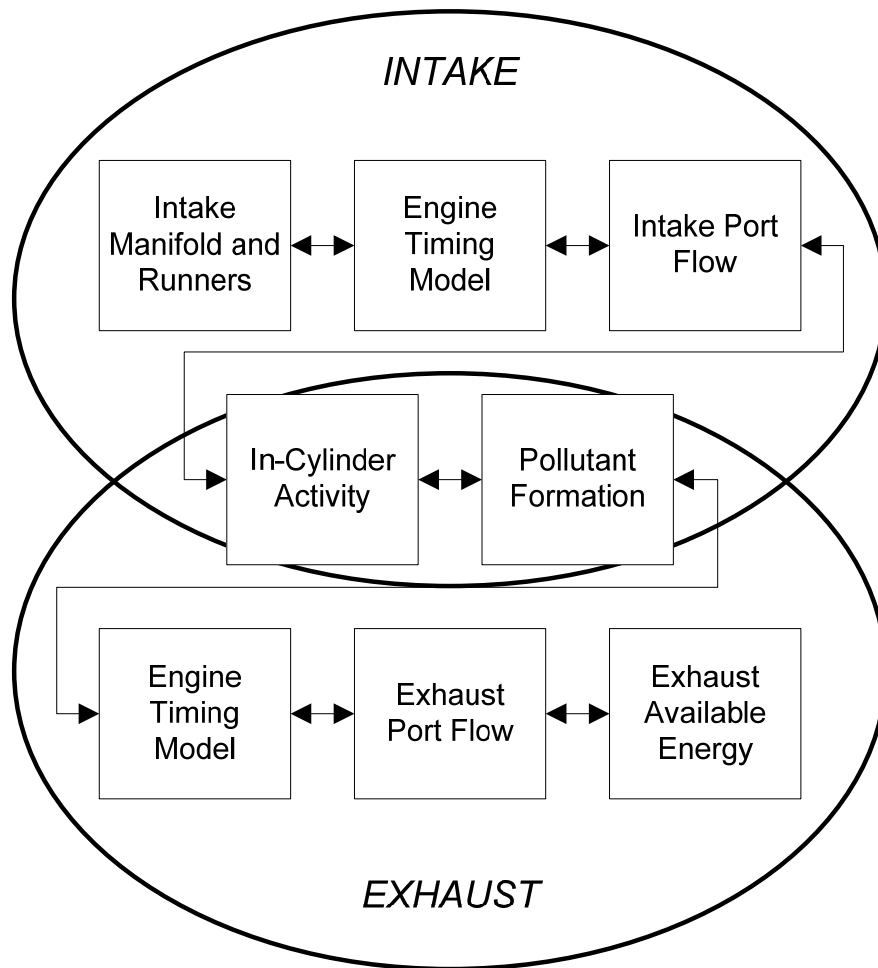 INTAKE
Intake
Manifold and
Runners
Engine
Timing
Model
Intake Port
Flow
In-Cylinder
Activity
Pollutant
Formation
Engine
Timing
Model
Exhaust
Port Flow
Exhaust
Available
Energy
EXHAUST